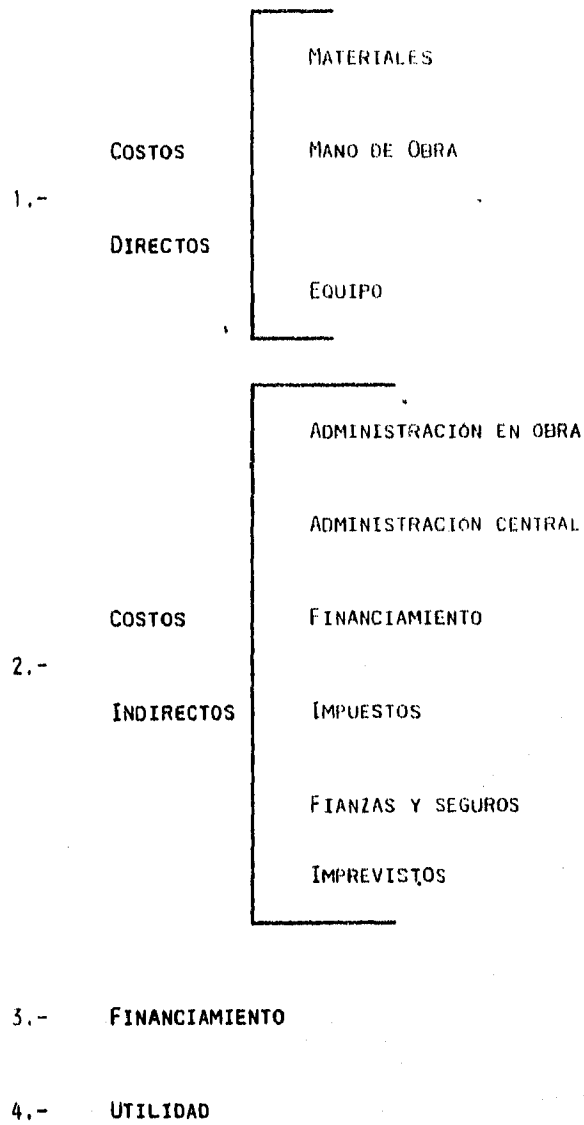 MATERIALES
COSTOS MANO DE OBRA
1.-
DIRECTOS
EQUIPO
ADMINISTRACIÓN EN OBRA
ADMINISTRACION CENTRAL
COSTOS FINANCIAMIENTO
2.-
INDIRECTOS IMPUESTOS
FIANZAS Y SEGUROS
IMPREVISTOS
3.- FINANCIAMIENTO
4.- UTILIDAD